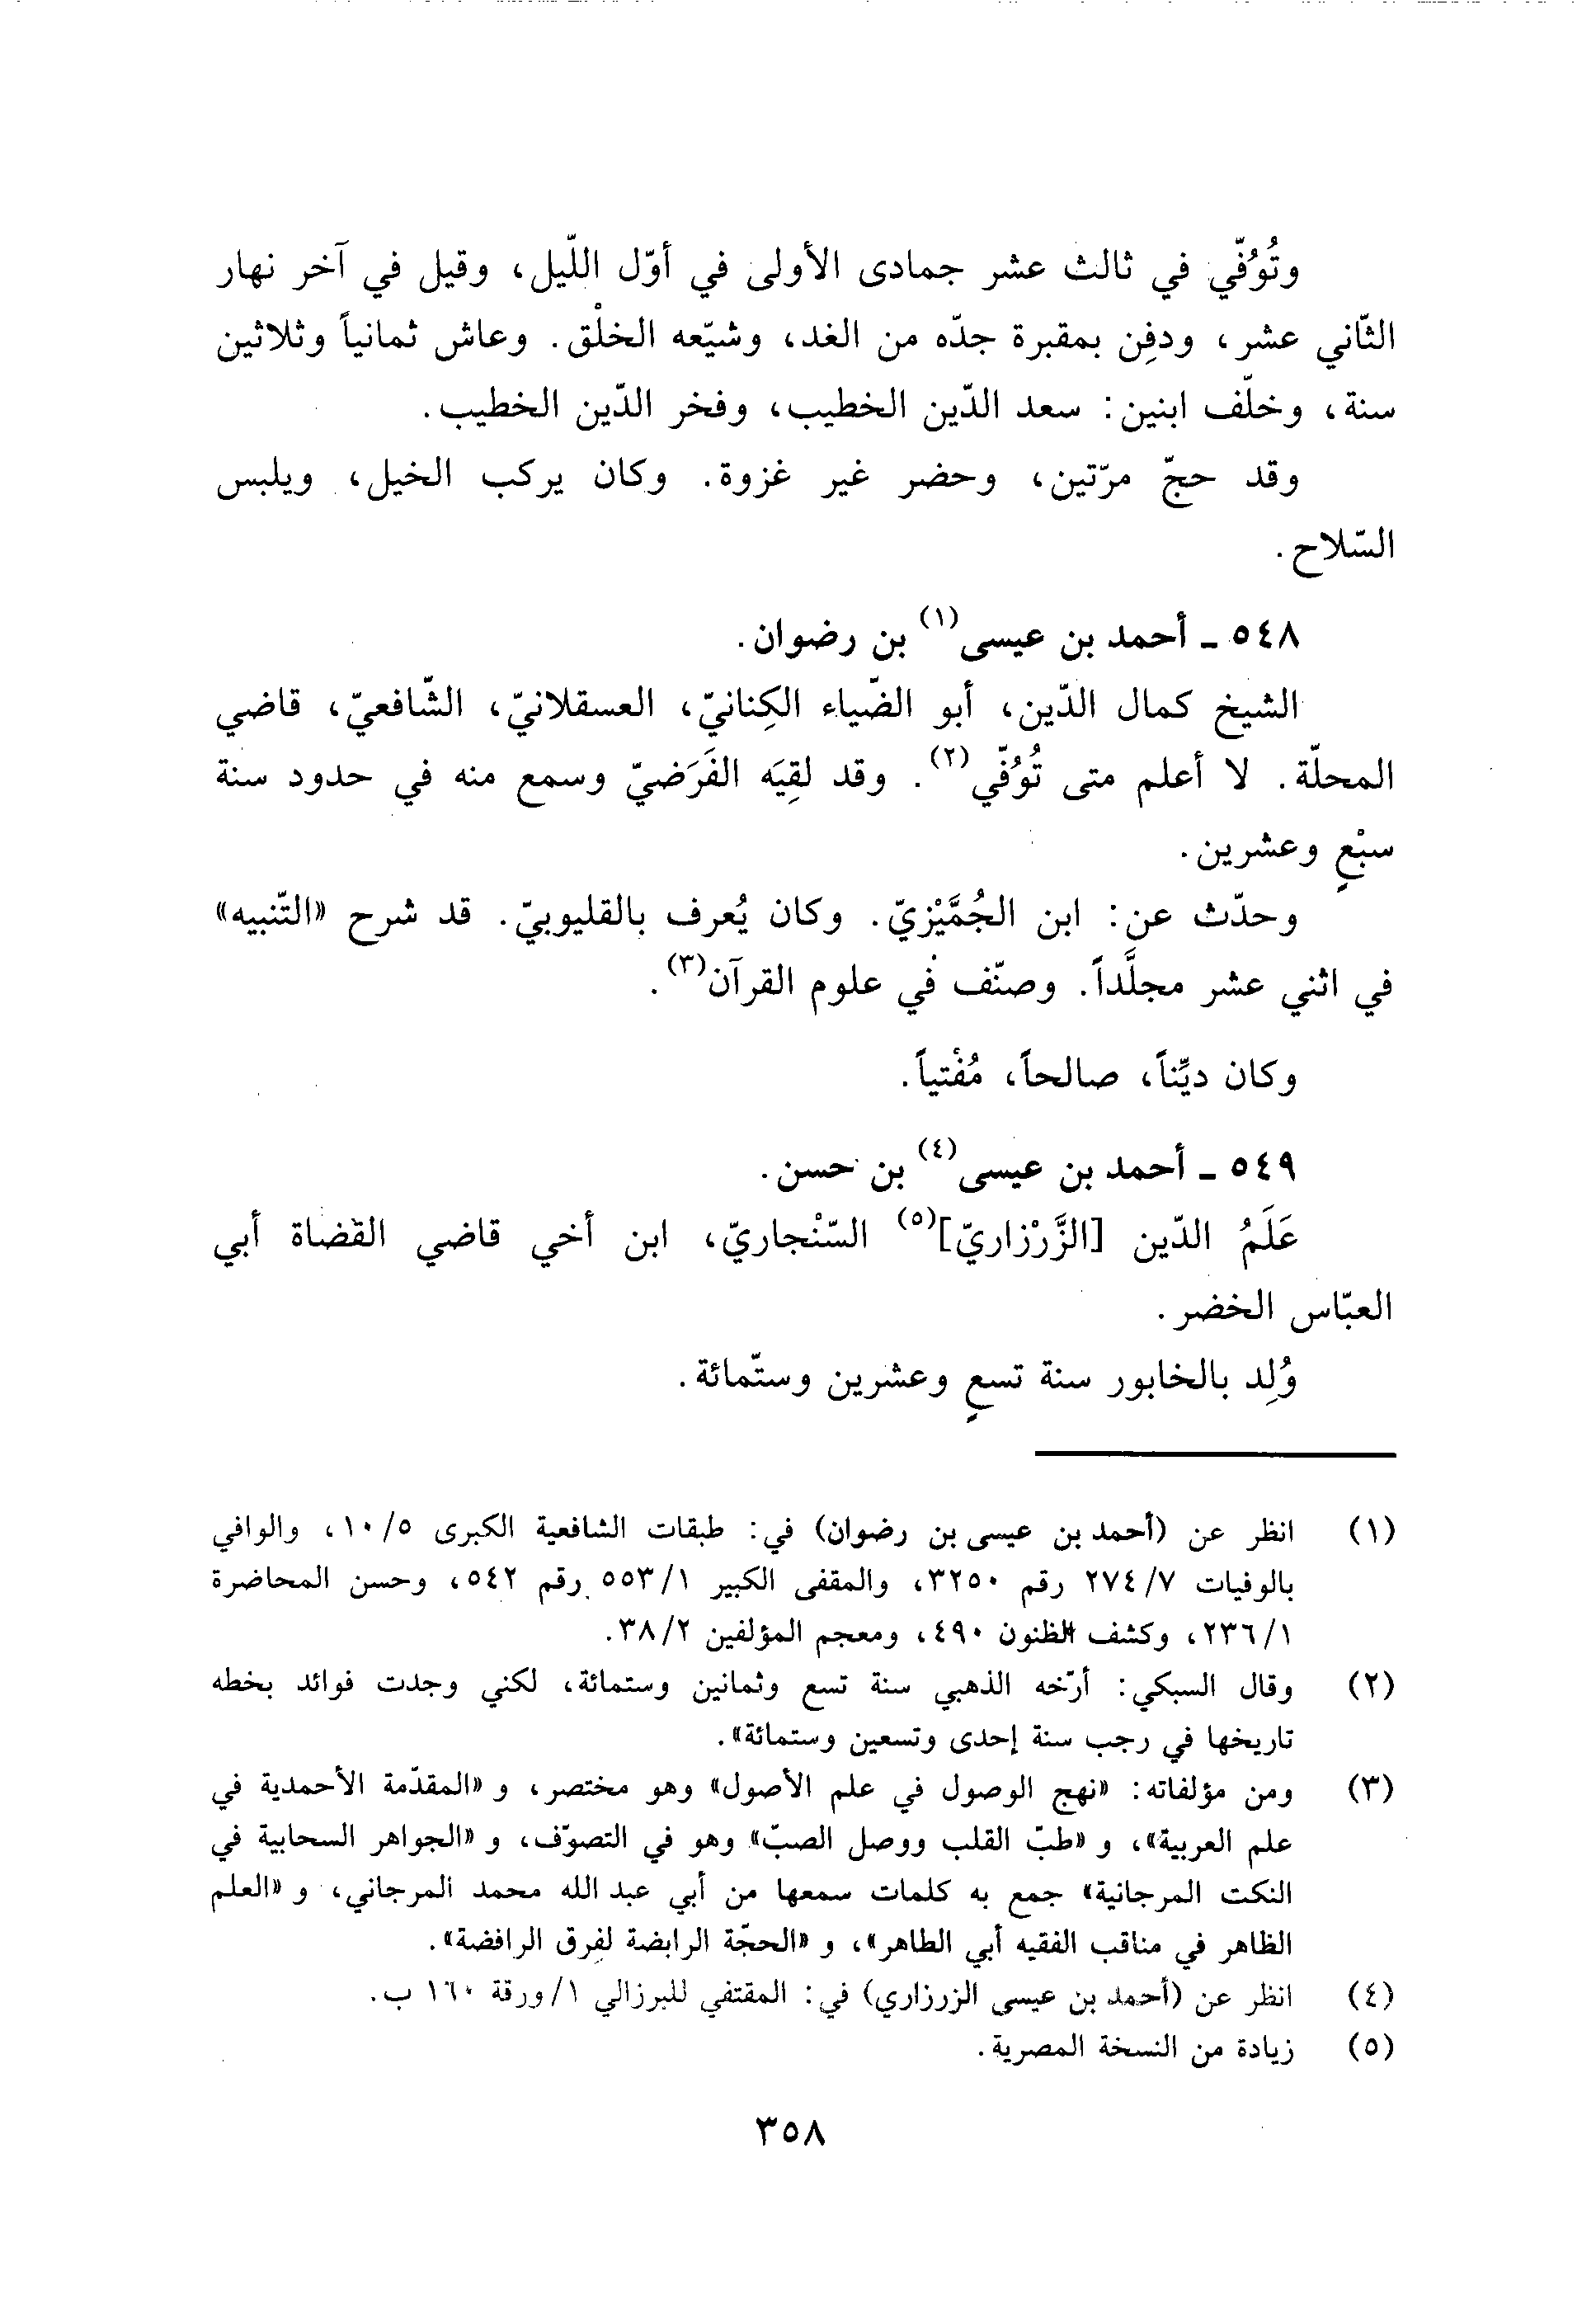 وتُوُفّي في ثالث عشر جمادى الأولى في أوّل اللّيل، وقيل في آخر نهار
الثّاني عشر، ودفِن بمقبرة جدّه من الغد، وشيّعه الخلْق. وعاش ثمانياً وثلاثين
سنة، وخلّف ابنين: سعد الدّين الخطيب، وفخر الدّين الخطيب.
وقد حجّ مرّتين، وحضر غير غزوة. وكان يركب الخيل، ويلبس
السّلاح.
٥٤٨ ـ أحمد بن عيسى(١) بن رضوان.
الشيخ كمال الدّين، أبو الضّياء الكِنانيّ، العسقلانيّ، الشّافعيّ، قاضي
المحلّة. لا أعلم متى تُوُفّي(٢). وقد لقِيَه الفَرَضيّ وسمع منه في حدود سنة
سبْعٍ وعشرين.
وحدّث عن: ابن الجُمَّيْزيّ. وكان يُعرف بالقليوبيّ. قد شرح «التّنبيه»
في اثني عشر مجلَّداً. وصنّف في علوم القرآن(٣).
وكان ديِّناً، صالحاً، مُفْتياً.
٥٤٩ ـ أحمد بن عيسى(٤) بن حسن.
عَلَمُ الدّين [الزَّرْزاريّ](٥) السّنْجاريّ، ابن أخي قاضي القضاة أبي
العبّاس الخضر.
وُلِد بالخابور سنة تسعٍ وعشرين وستّمائة.
(١) انظر عن (أحمد بن عيسى بن رضوان) في: طبقات الشافعية الكبرى ١٠/٥، والوافي
بالوفيات ٢٧٤/٧ رقم ٣٢٥٠، والمقفى الكبير ٥٥٣/١ رقم ٥٤٢، وحسن المحاضرة
٢٣٦/١، وكشف الظنون ٤٩٠، ومعجم المؤلفين ٣٨/٢.
(٢) وقال السبكي: أرّخه الذهبي سنة تسع وثمانين وستمائة، لكني وجدت فوائد بخطه
تاريخها في رجب سنة إحدى وتسعين وستمائة».
(٣) ومن مؤلفاته: «نهج الوصول في علم الأصول» وهو مختصر، و «المقدّمة الأحمدية في
علم العربية»، و «طبّ القلب ووصل الصبّ» وهو في التصوّف، و «الجواهر السحابية في
النكت المرجانية» جمع به كلمات سمعها من أبي عبد الله محمد المرجاني، و «العلم
الظاهر في مناقب الفقيه أبي الطاهر»، و «الحجّة الرابضة لفِرق الرافضة».
(٤) انظر عن (أحمد بن عيسى الزرزاري) في: المقتفي للبرزالي ١/ورقة ١٦٠ ب.
(٥) زيادة من النسخة المصرية.
٣٥٨